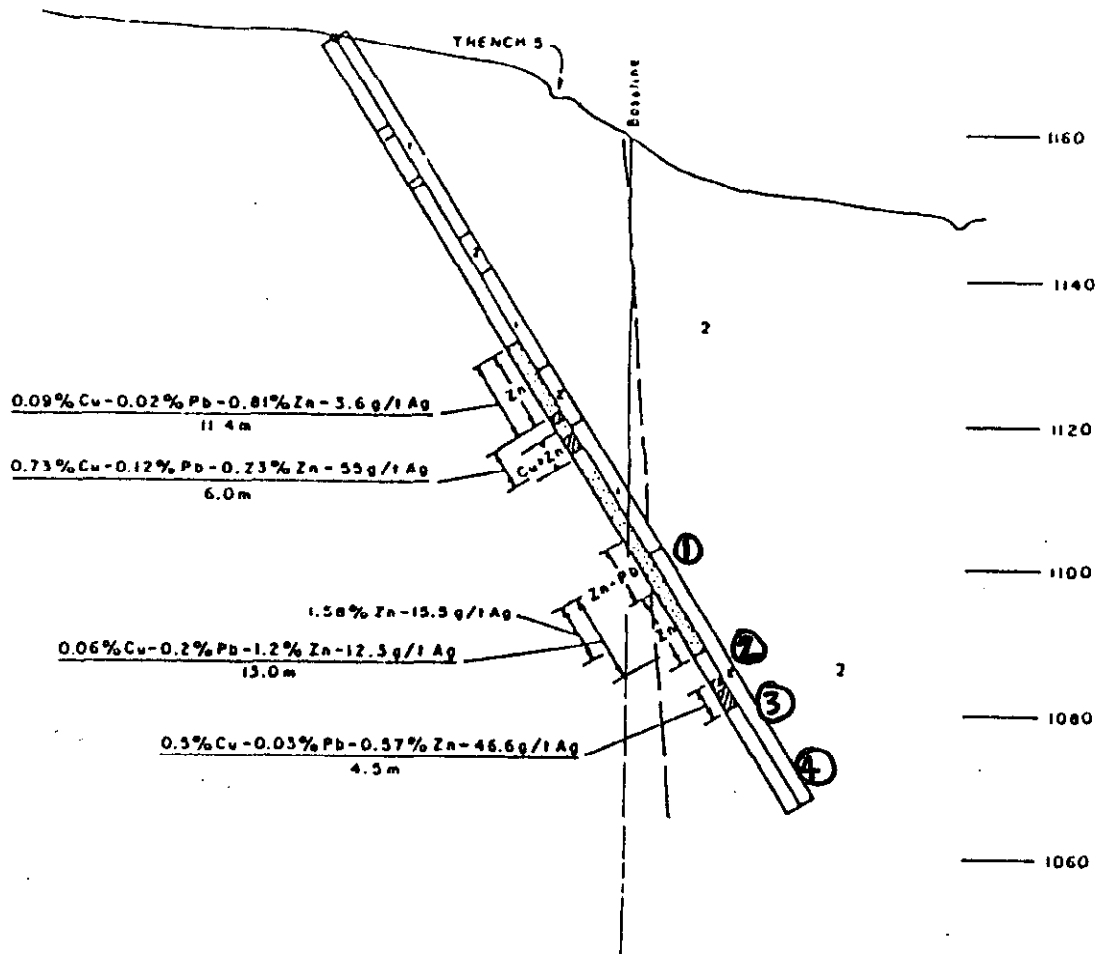 TRENCH 5
Baseline
1160
1140
2
Zn
0.09% Cu-0.02% Pb-0.81% Zn-3.6 g/t Ag
11.4 m
1120
Cu+Zn
0.73% Cu-0.12% Pb-0.23% Zn-55 g/t Ag
6.0 m
1
1100
Zn-Pb
1.58% Zn-15.5 g/t Ag
Zn
0.06% Cu-0.2% Pb-1.2% Zn-12.3 g/t Ag
13.0 m
2
2
3
1080
0.5% Cu-0.03% Pb-0.57% Zn-46.6 g/t Ag
4.5 m
4
1060